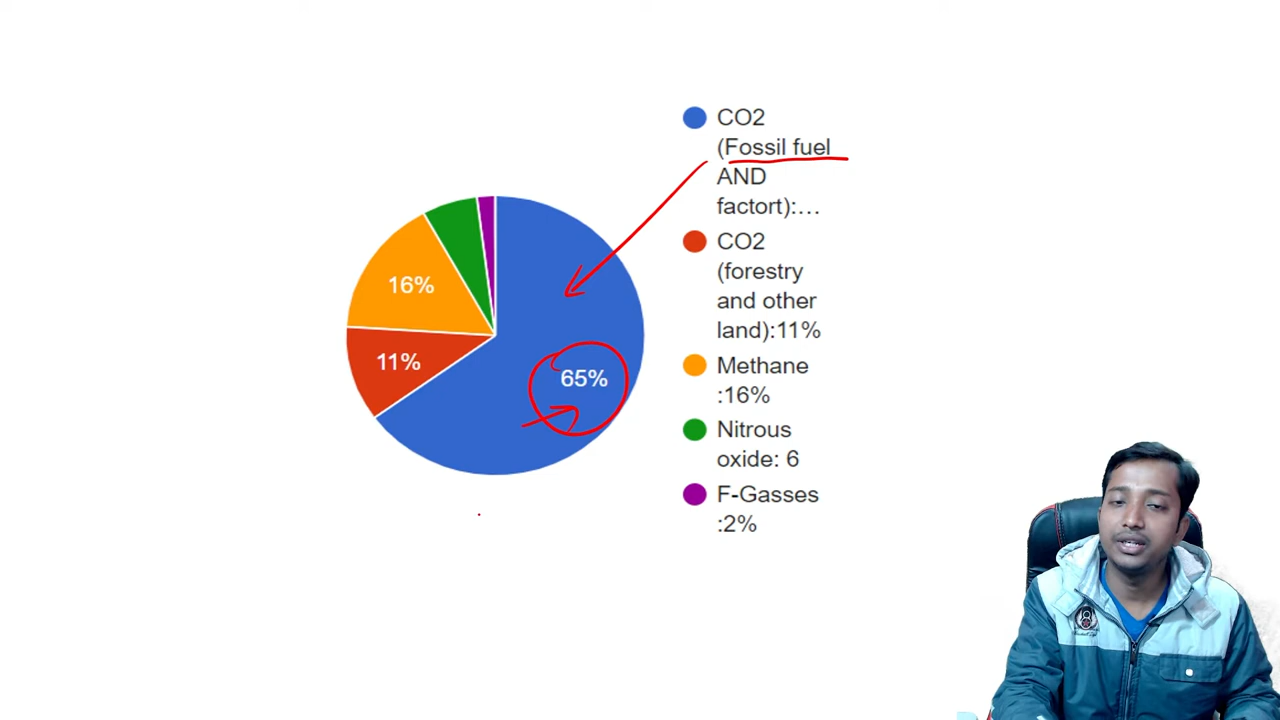 CO2
(Fossil fuel
AND
factort):...
CO2
(forestry
and other
land):11%
Methane
:16%
Nitrous
oxide: 6
F-Gasses
:2%
16%
11%
65%